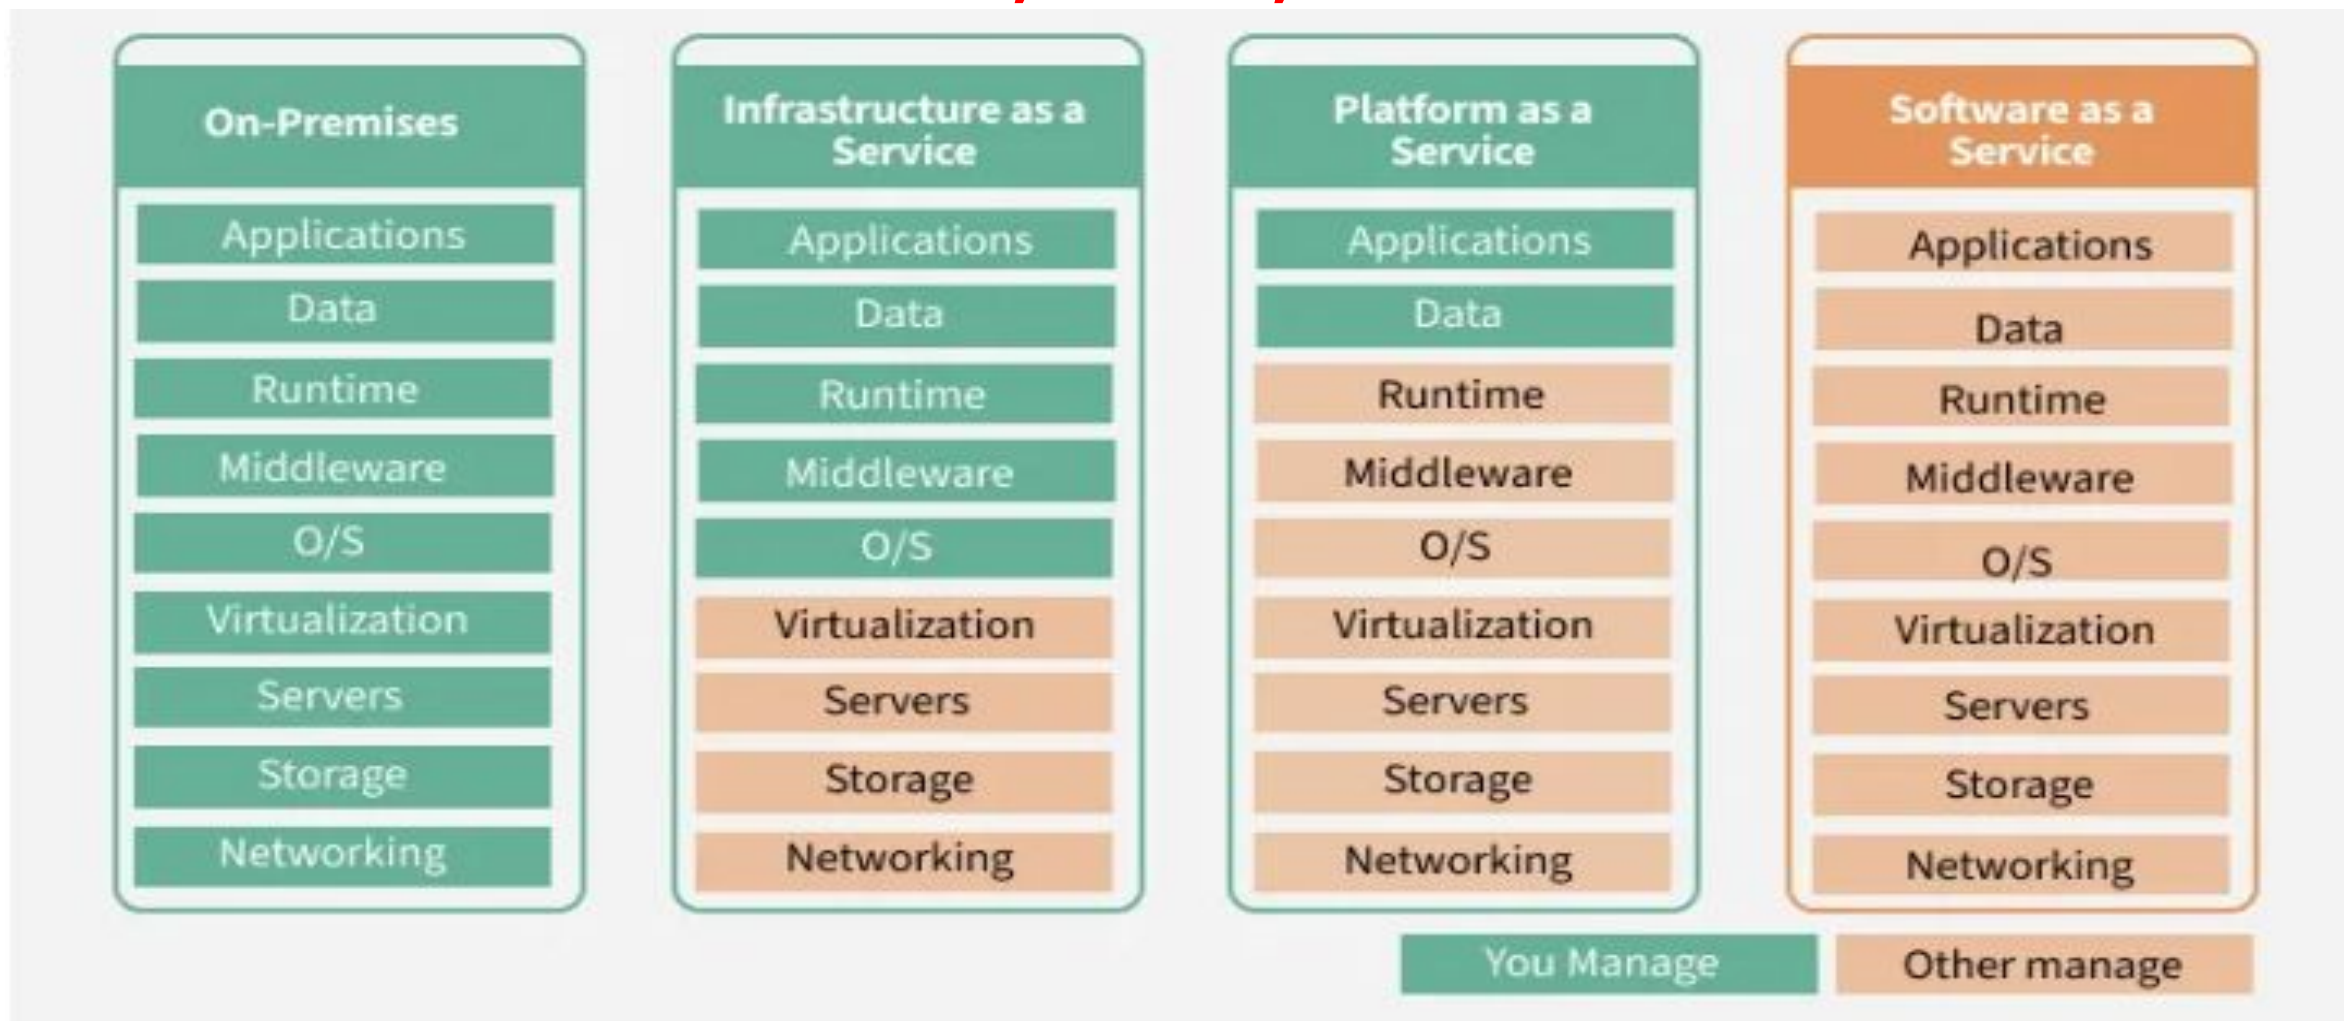 On-Premises
Applications
Data
Runtime
Middleware
O/S
Virtualization
Servers
Storage
Networking
Infrastructure as a
Service
Applications
Data
Runtime
Middleware
O/S
Virtualization
Servers
Storage
Networking
Platform as a
Service
Applications
Data
Runtime
Middleware
O/S
Virtualization
Servers
Storage
Networking
Software as a
Service
Applications
Data
Runtime
Middleware
O/S
Virtualization
Servers
Storage
Networking
You Manage
Other manage